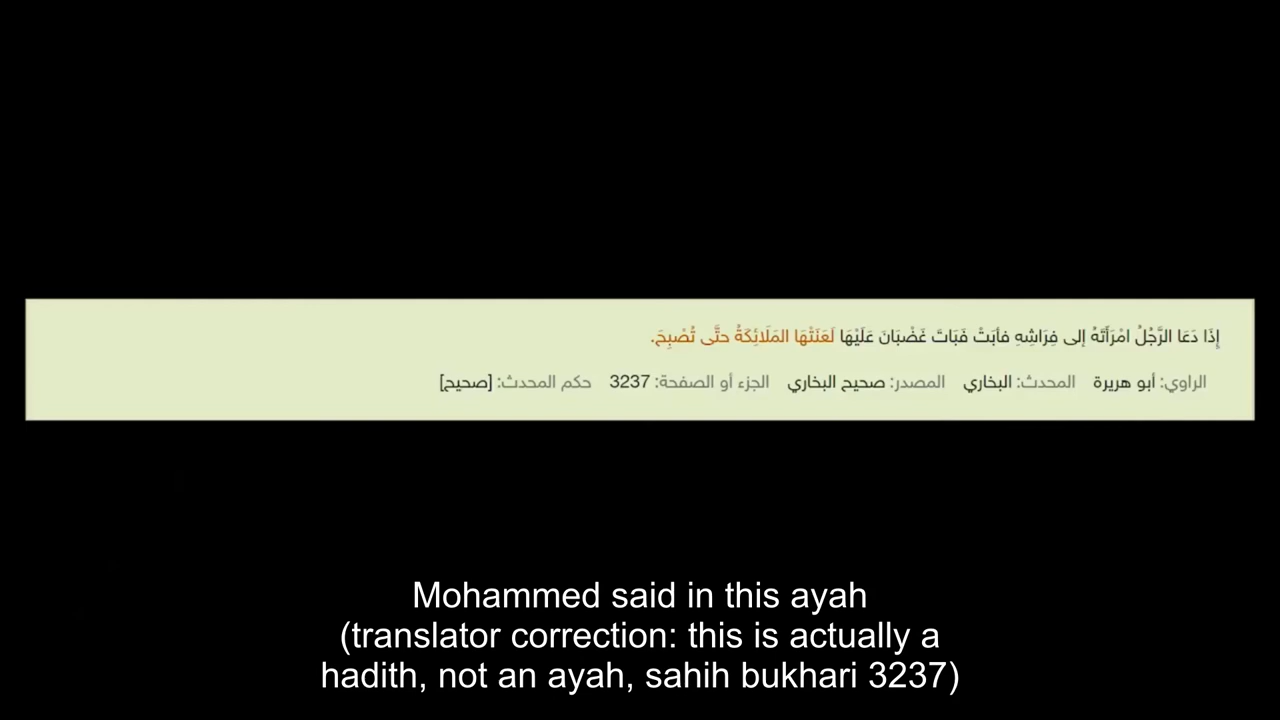 إِذَا دَعَا الرَّجُلُ امْرَأَتَهُ إلى فِرَاشِهِ فأبَتْ فَبَاتَ غَضْبَانَ عَلَيْهَا لَعَنَتْهَا المَلَائِكَةُ حتَّى تُصْبِحَ.
الراوي: أبو هريرة المحدث: البخاري المصدر: صحيح البخاري الجزء أو الصفحة: 3237 حكم المحدث: [صحيح]
Mohammed said in this ayah
(translator correction: this is actually a
hadith, not an ayah, sahih bukhari 3237)